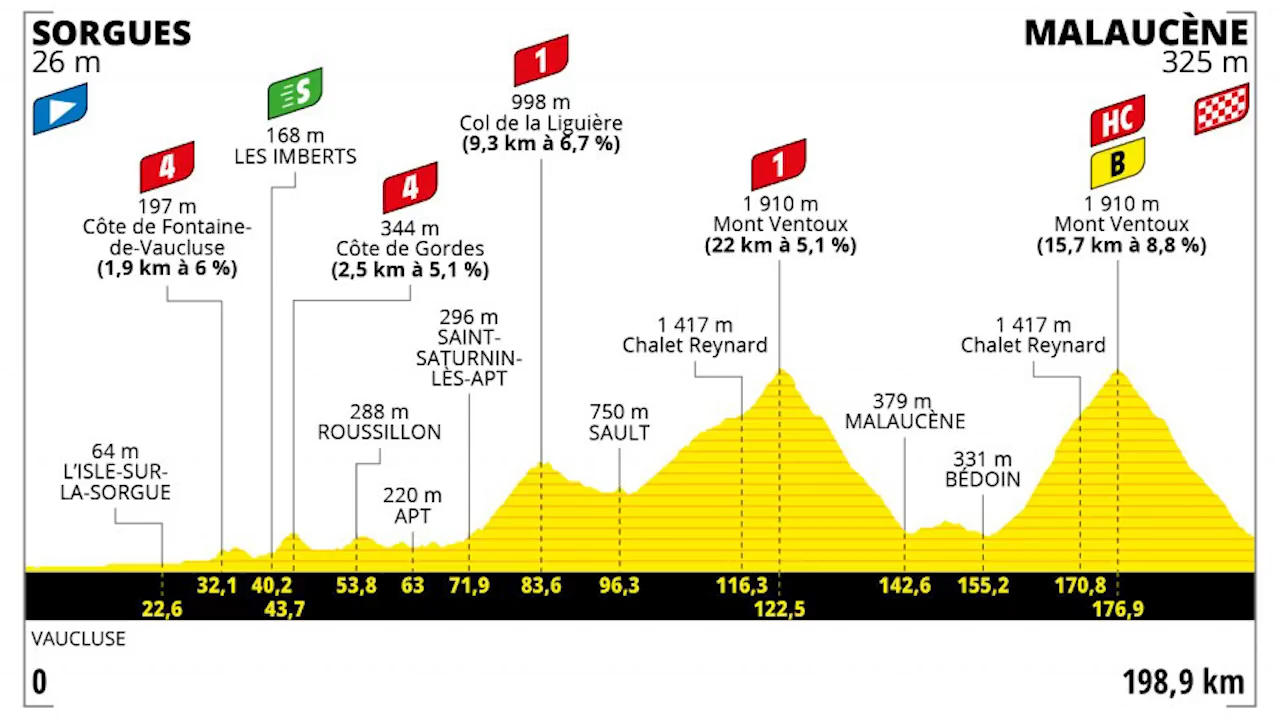 SORGUES
26 m
MALAUCÈNE
325 m
4
197 m
Côte de Fontaine-
de-Vaucluse
(1,9 km à 6 %)
S
168 m
LES IMBERTS
4
344 m
Côte de Gordes
(2,5 km à 5,1 %)
1
998 m
Col de la Liguière
(9,3 km à 6,7 %)
1
1 910 m
Mont Ventoux
(22 km à 5,1 %)
HC
B
1 910 m
Mont Ventoux
(15,7 km à 8,8 %)
64 m
L'ISLE-SUR-
LA-SORGUE
288 m
ROUSSILLON
220 m
APT
296 m
SAINT-
SATURNIN-
LÈS-APT
750 m
SAULT
1 417 m
Chalet Reynard
379 m
MALAUCÈNE
331 m
BÉDOIN
1 417 m
Chalet Reynard
32,1 40,2 53,8 63 71,9 83,6 96,3 116,3 142,6 155,2 170,8
22,6 43,7 122,5 176,9
VAUCLUSE
0
198,9 km